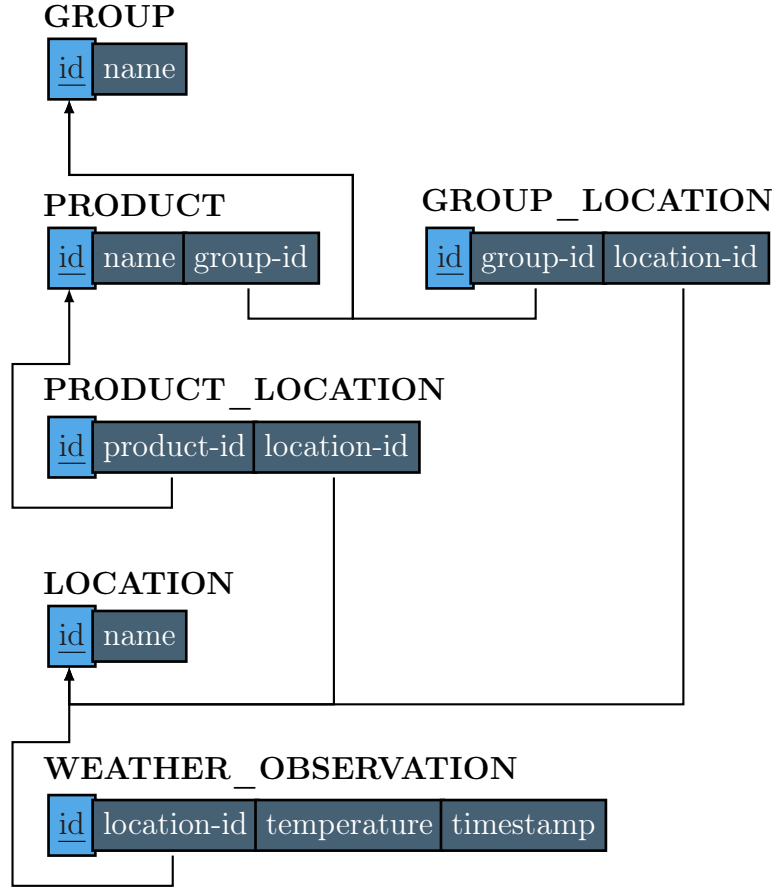 GROUP
id name
PRODUCT
id name group-id
GROUP_LOCATION
id group-id location-id
PRODUCT_LOCATION
id product-id location-id
LOCATION
id name
WEATHER_OBSERVATION
id location-id temperature timestamp